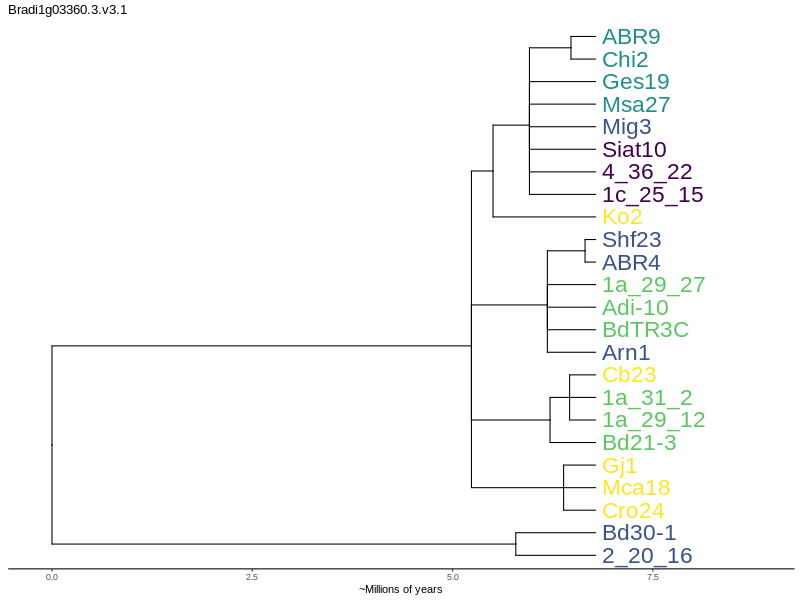 Bradi1g03360.3.v3.1
ABR9
Chi2
Ges19
Msa27
Mig3
Siat10
4_36_22
1c_25_15
Ko2
Shf23
ABR4
1a_29_27
Adi-10
BdTR3C
Arn1
Cb23
1a_31_2
1a_29_12
Bd21-3
Gj1
Mca18
Cro24
Bd30-1
2_20_16
0.0 2.5 5.0 7.5
~Millions of years